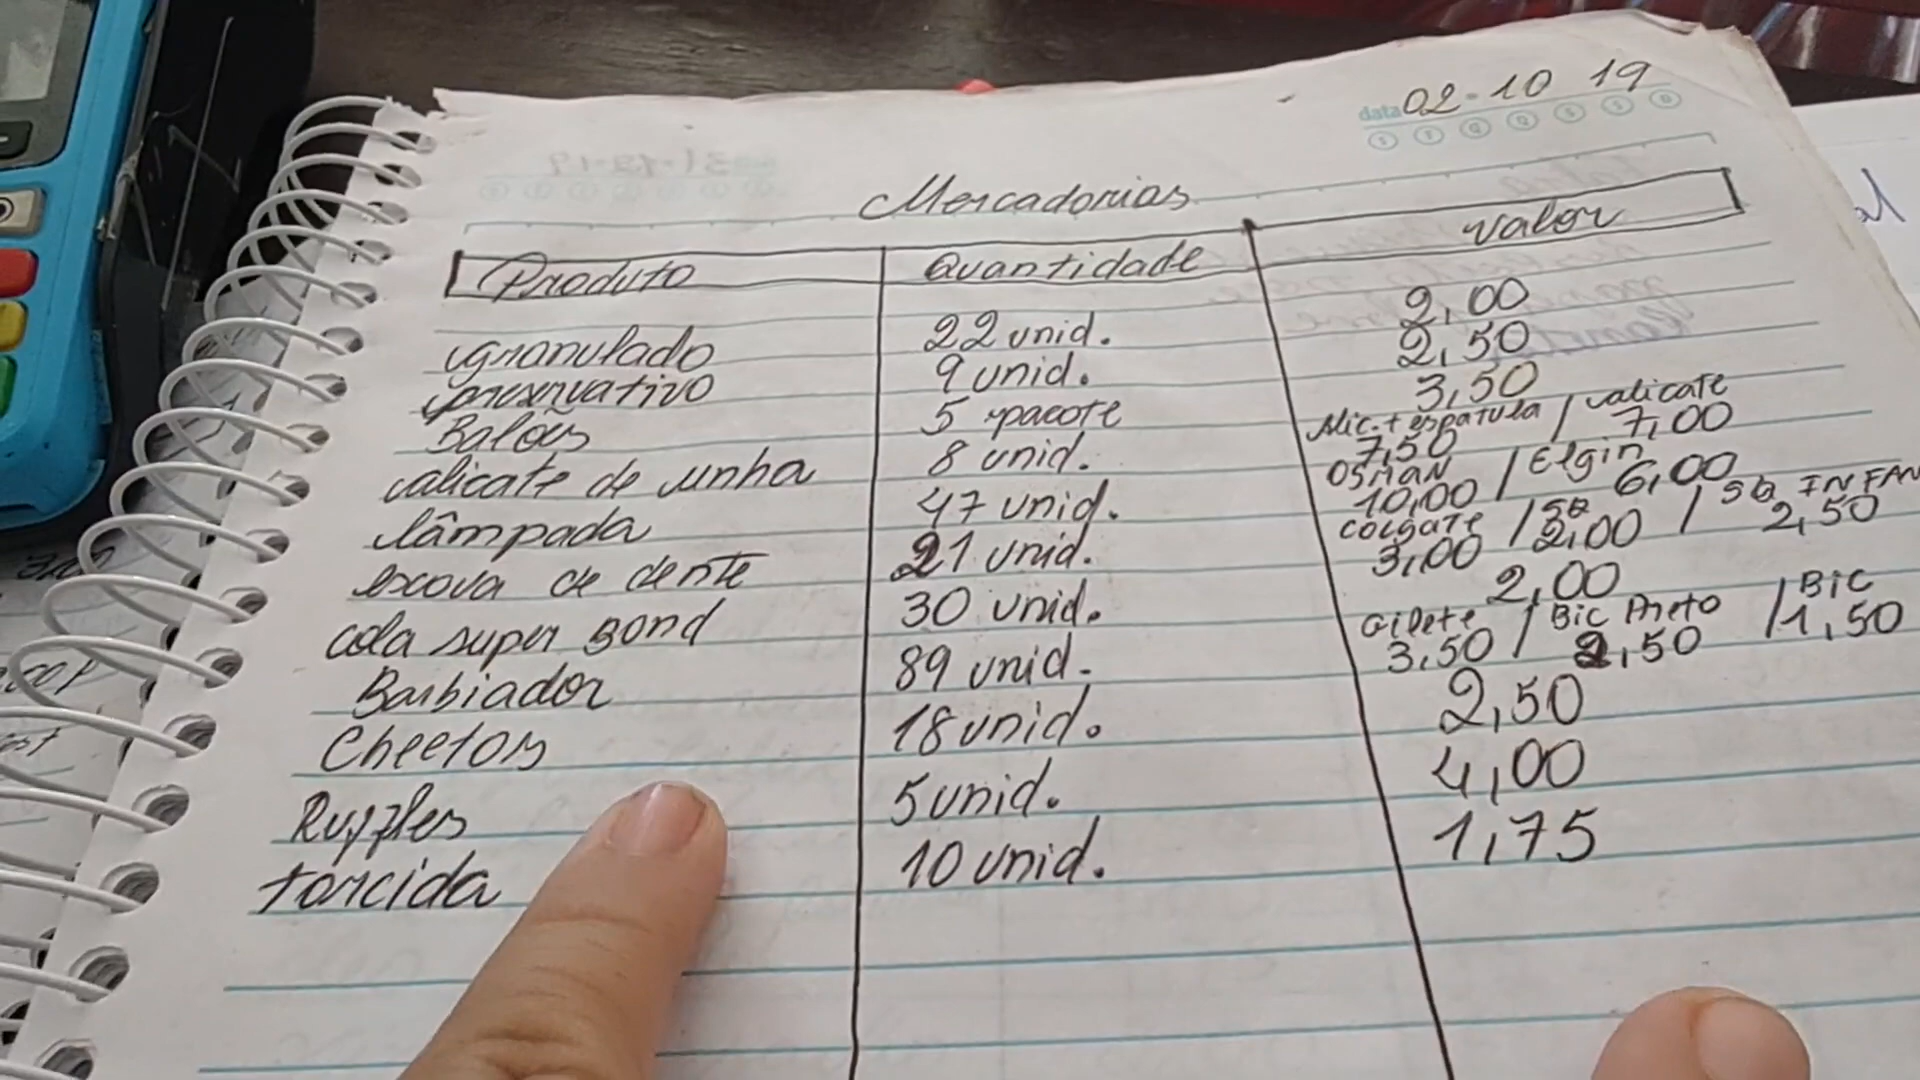 data 02-10 19
Mercadorias
Produto Quantidade Valor
granulado 22 unid. 2,00
preservativo 9 unid. 2,50
Balões 5 pacote 3,50
alicate de unha 8 unid. Alic.+ espatula 7,50 / alicate 7,00
lâmpada 47 unid. OSMAN 10,00 / Elgin 6,00
escova de dente 21 unid. COLGATE 3,00 / 2,00 / INFAN 2,50
cola super Bond 30 unid. 2,00
Barbiador 89 unid. Gilete 3,50 / Bic Preto 2,50 / BiC 1,50
Cheetos 18 unid. 2,50
Ruffles 5 unid. 4,00
torcida 10 unid. 1,75